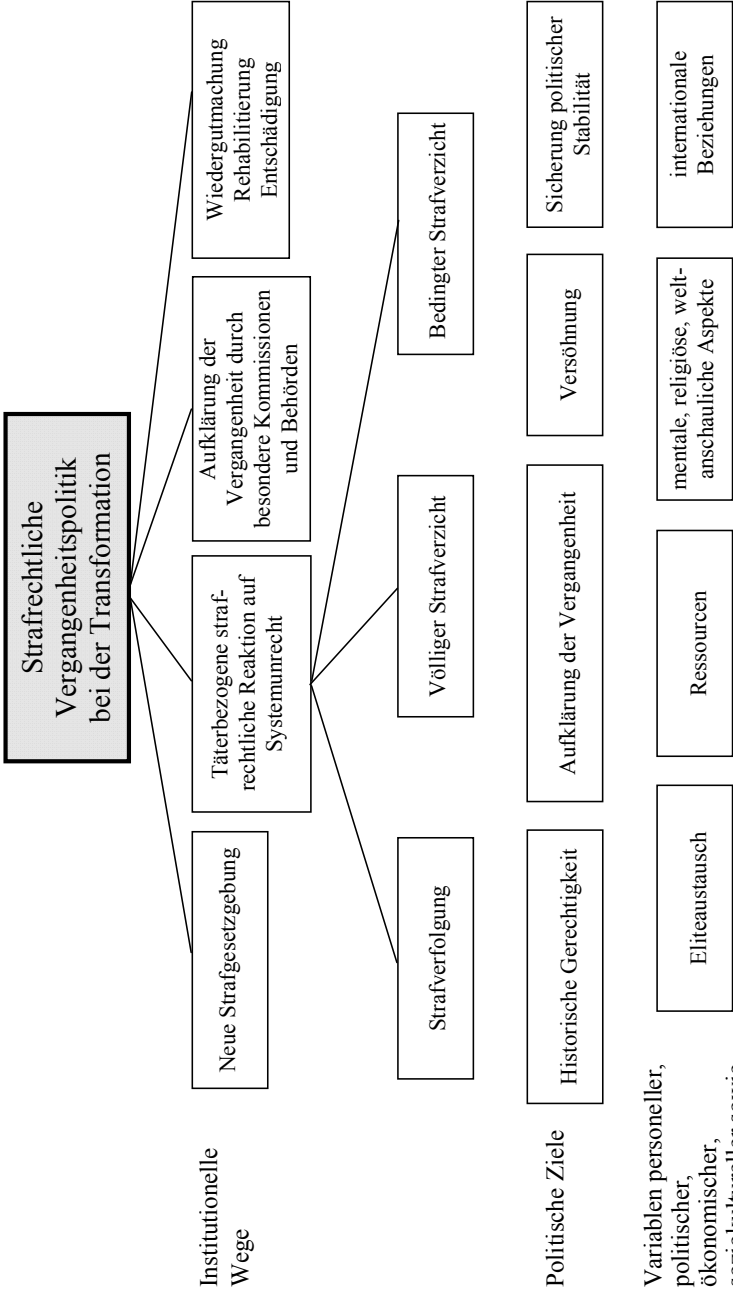 Strafrechtliche
Vergangenheitspolitik
bei der Transformation
Institutionelle
Wege
Neue Strafgesetzgebung
Täterbezogene straf-
rechtliche Reaktion auf
Systemunrecht
Aufklärung der
Vergangenheit durch
besondere Kommissionen
und Behörden
Wiedergutmachung
Rehabilitierung
Entschädigung
Strafverfolgung
Völliger Strafverzicht
Bedingter Strafverzicht
Politische Ziele
Historische Gerechtigkeit
Aufklärung der Vergangenheit
Versöhnung
Sicherung politischer
Stabilität
Variablen personeller,
politischer,
ökonomischer,
soziokultureller sowie
Eliteaustausch
Ressourcen
mentale, religiöse, welt-
anschauliche Aspekte
internationale
Beziehungen